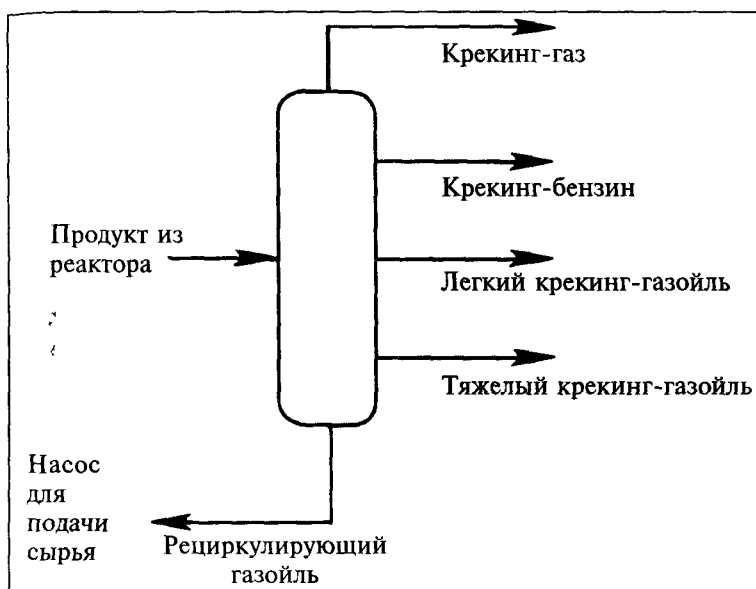 Крекинг-газ
Крекинг-бензин
Продукт из
реактора
Легкий крекинг-газойль
Тяжелый крекинг-газойль
Насос
для
подачи
сырья
Рециркулирующий
газойль